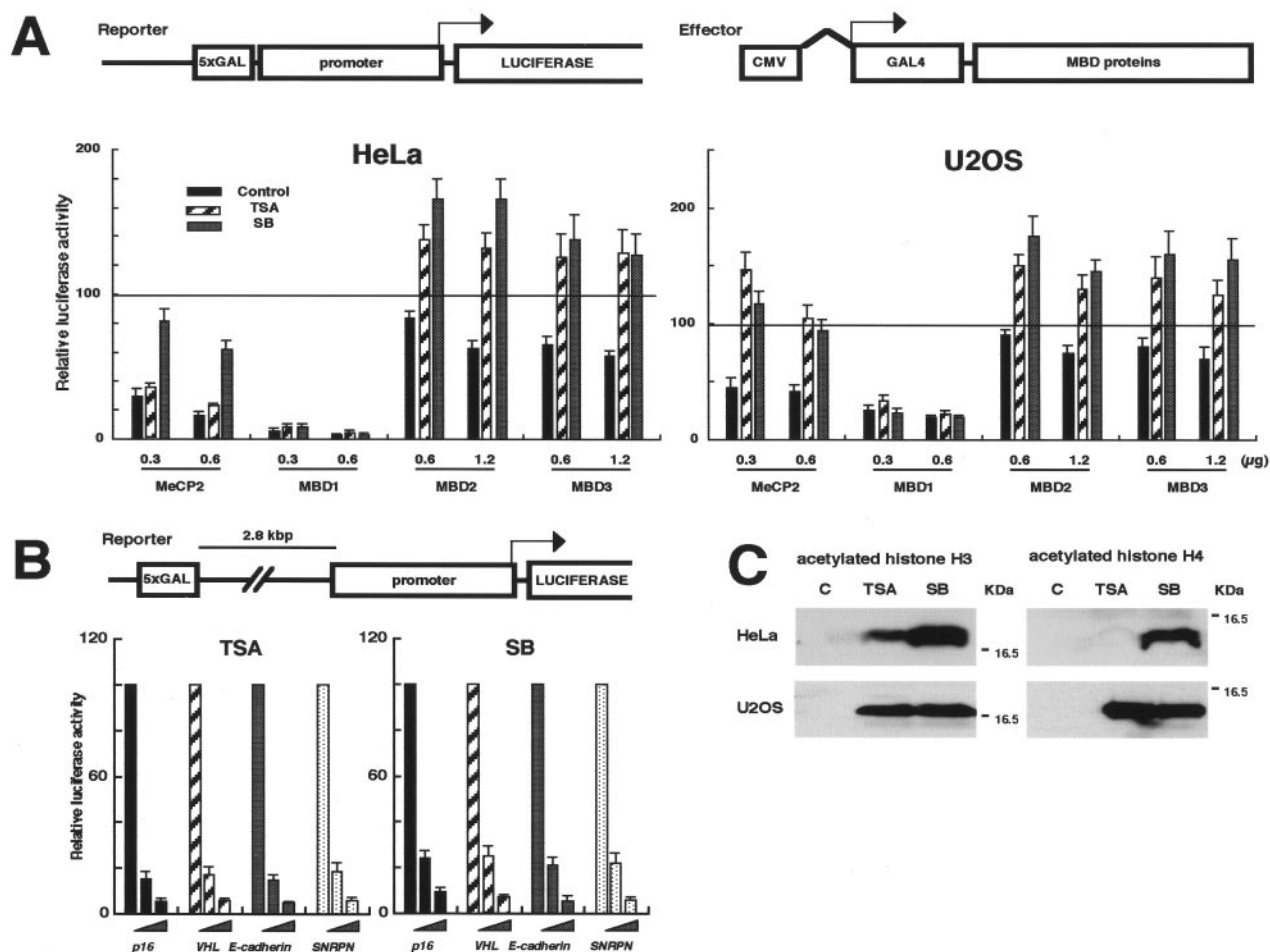 A
Reporter
5xGAL
promoter
LUCIFERASE
Effector
CMV
GAL4
MBD proteins
HeLa
Relative luciferase activity
200
100
0
Control
TSA
SB
0.3 0.6 0.3 0.6 0.6 1.2 0.6 1.2
MeCP2 MBD1 MBD2 MBD3
U2OS
200
100
0
0.3 0.6 0.3 0.6 0.6 1.2 0.6 1.2 (µg)
MeCP2 MBD1 MBD2 MBD3
B
Reporter
2.8 kbp
5xGAL
promoter
LUCIFERASE
TSA
Relative luciferase activity
120
60
0
p16 VHL E-cadherin SNRPN
SB
120
60
0
p16 VHL E-cadherin SNRPN
C
acetylated histone H3
C TSA SB KDa
acetylated histone H4
C TSA SB KDa
HeLa
16.5
16.5
U2OS
16.5
16.5